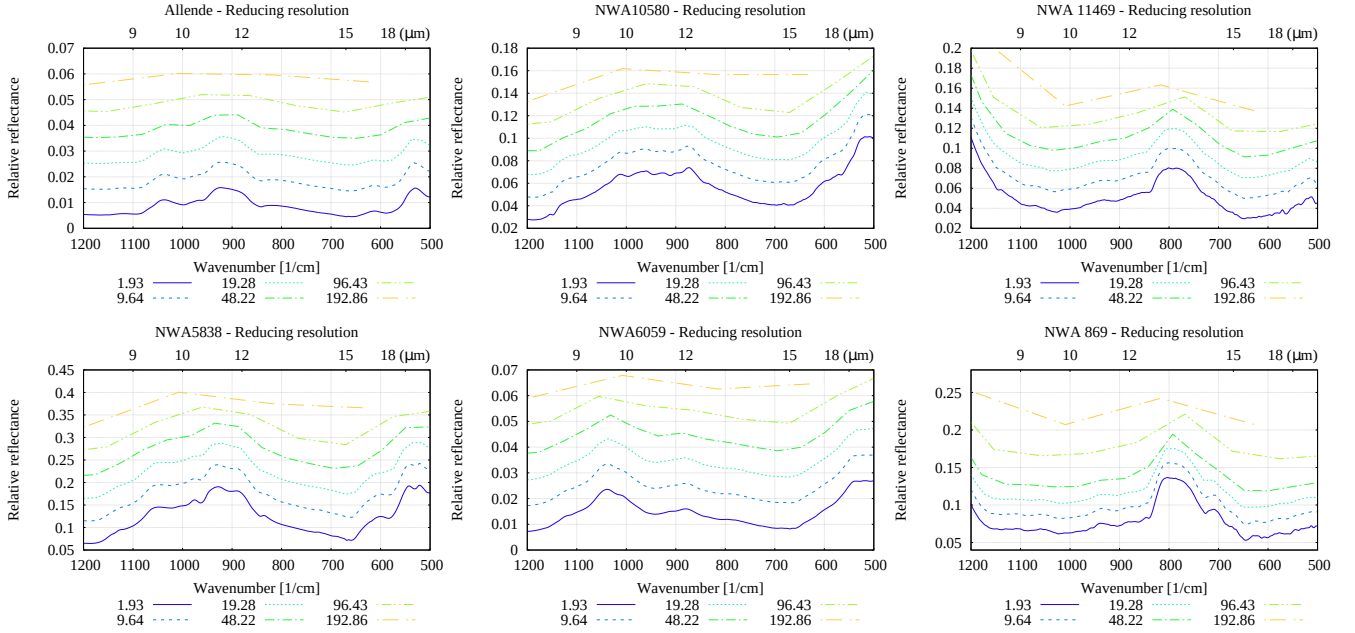 Allende - Reducing resolution
9 10 12 15 18 (μm)
0.07
0.06
0.05
0.04
0.03
0.02
0.01
0
Relative reflectance
1200 1100 1000 900 800 700 600 500
Wavenumber [1/cm]
1.93 19.28 96.43
9.64 48.22 192.86
NWA10580 - Reducing resolution
9 10 12 15 18 (μm)
0.18
0.16
0.14
0.12
0.1
0.08
0.06
0.04
0.02
Relative reflectance
1200 1100 1000 900 800 700 600 500
Wavenumber [1/cm]
1.93 19.28 96.43
9.64 48.22 192.86
NWA 11469 - Reducing resolution
9 10 12 15 18 (μm)
0.2
0.18
0.16
0.14
0.12
0.1
0.08
0.06
0.04
0.02
Relative reflectance
1200 1100 1000 900 800 700 600 500
Wavenumber [1/cm]
1.93 19.28 96.43
9.64 48.22 192.86
NWA5838 - Reducing resolution
9 10 12 15 18 (μm)
0.45
0.4
0.35
0.3
0.25
0.2
0.15
0.1
0.05
Relative reflectance
1200 1100 1000 900 800 700 600 500
Wavenumber [1/cm]
1.93 19.28 96.43
9.64 48.22 192.86
NWA6059 - Reducing resolution
9 10 12 15 18 (μm)
0.07
0.06
0.05
0.04
0.03
0.02
0.01
0
Relative reflectance
1200 1100 1000 900 800 700 600 500
Wavenumber [1/cm]
1.93 19.28 96.43
9.64 48.22 192.86
NWA 869 - Reducing resolution
9 10 12 15 18 (μm)
0.25
0.2
0.15
0.1
0.05
Relative reflectance
1200 1100 1000 900 800 700 600 500
Wavenumber [1/cm]
1.93 19.28 96.43
9.64 48.22 192.86